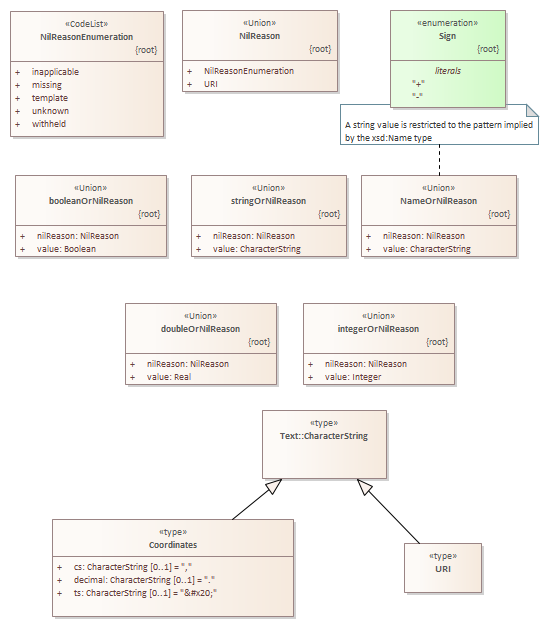 «CodeList»
NilReasonEnumeration
{root}
+ inapplicable
+ missing
+ template
+ unknown
+ withheld
«Union»
NilReason
{root}
+ NilReasonEnumeration
+ URI
«enumeration»
Sign
{root}
literals
"+"
"-"
A string value is restricted to the pattern implied
by the xsd:Name type
«Union»
booleanOrNilReason
{root}
+ nilReason: NilReason
+ value: Boolean
«Union»
stringOrNilReason
{root}
+ nilReason: NilReason
+ value: CharacterString
«Union»
NameOrNilReason
{root}
+ nilReason: NilReason
+ value: CharacterString
«Union»
doubleOrNilReason
{root}
+ nilReason: NilReason
+ value: Real
«Union»
integerOrNilReason
{root}
+ nilReason: NilReason
+ value: Integer
«type»
Text::CharacterString
«type»
Coordinates
+ cs: CharacterString [0..1] = ","
+ decimal: CharacterString [0..1] = "."
+ ts: CharacterString [0..1] = "&#x20;"
«type»
URI